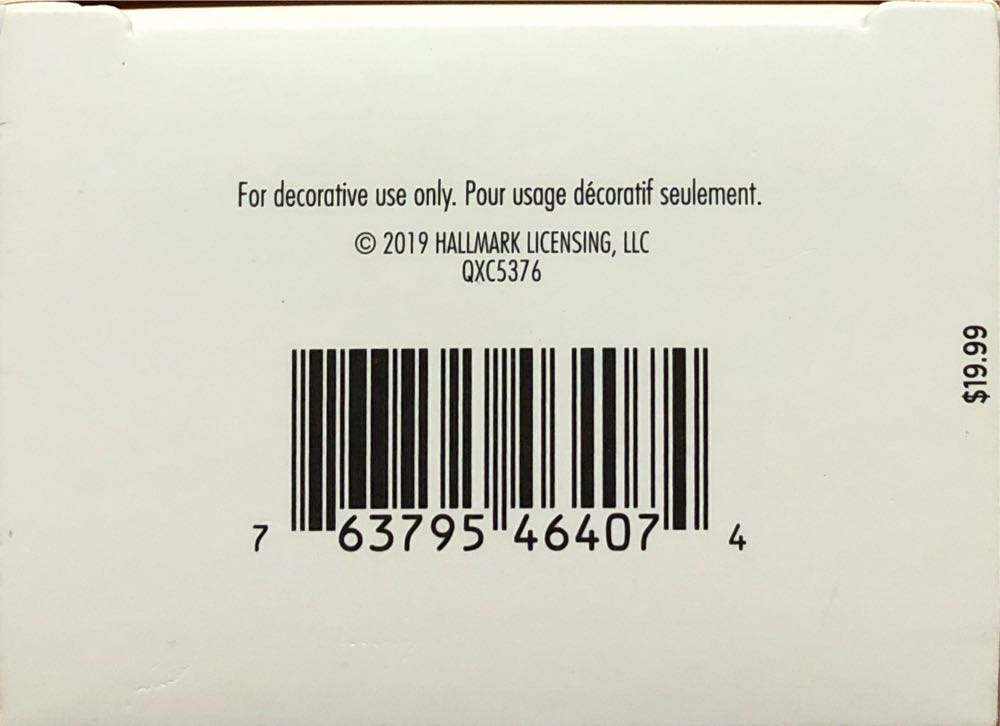 For decorative use only. Pour usage décoratif seulement.
© 2019 HALLMARK LICENSING, LLC
QXC5376
$19.99
7 63795 46407 4